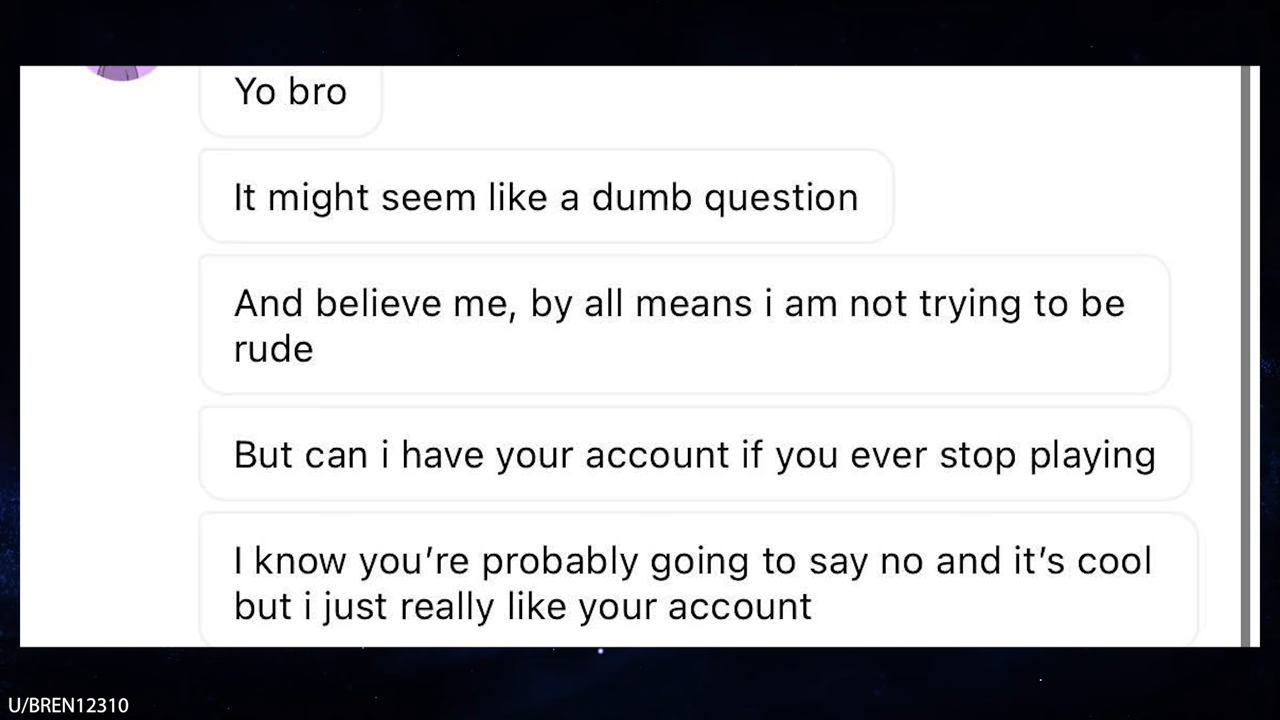 Yo bro
It might seem like a dumb question
And believe me, by all means i am not trying to be
rude
But can i have your account if you ever stop playing
I know you’re probably going to say no and it’s cool
but i just really like your account
U/BREN12310